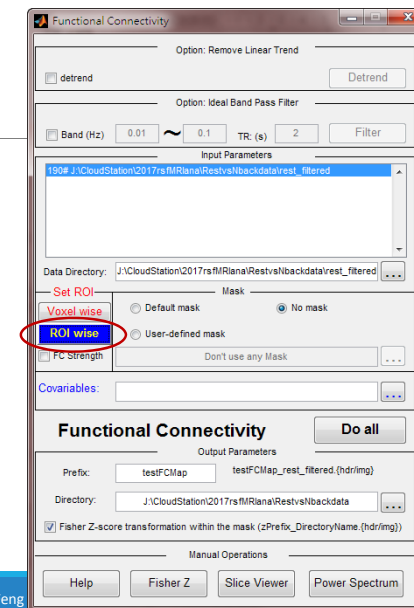 Functional Connectivity
Option: Remove Linear Trend
detrend
Detrend
Option: Ideal Band Pass Filter
Band (Hz) 0.01 ~ 0.1 TR: (s) 2 Filter
Input Parameters
190# J:\CloudStation\2017rsfMRIana\RestvsNbackdata\rest_filtered
Data Directory: J:\CloudStation\2017rsfMRIana\RestvsNbackdata\rest_filtered ...
Set ROI
Mask
Voxel wise
Default mask
No mask
ROI wise
User-defined mask
FC Strength
Don't use any Mask
...
Covariables:
...
Functional Connectivity
Do all
Output Parameters
Prefix: testFCMap testFCMap_rest_filtered.{hdr/img}
Directory: J:\CloudStation\2017rsfMRIana\RestvsNbackdata ...
Fisher Z-score transformation within the mask (zPrefix_DirectoryName.{hdr/img})
Manual Operations
Help
Fisher Z
Slice Viewer
Power Spectrum